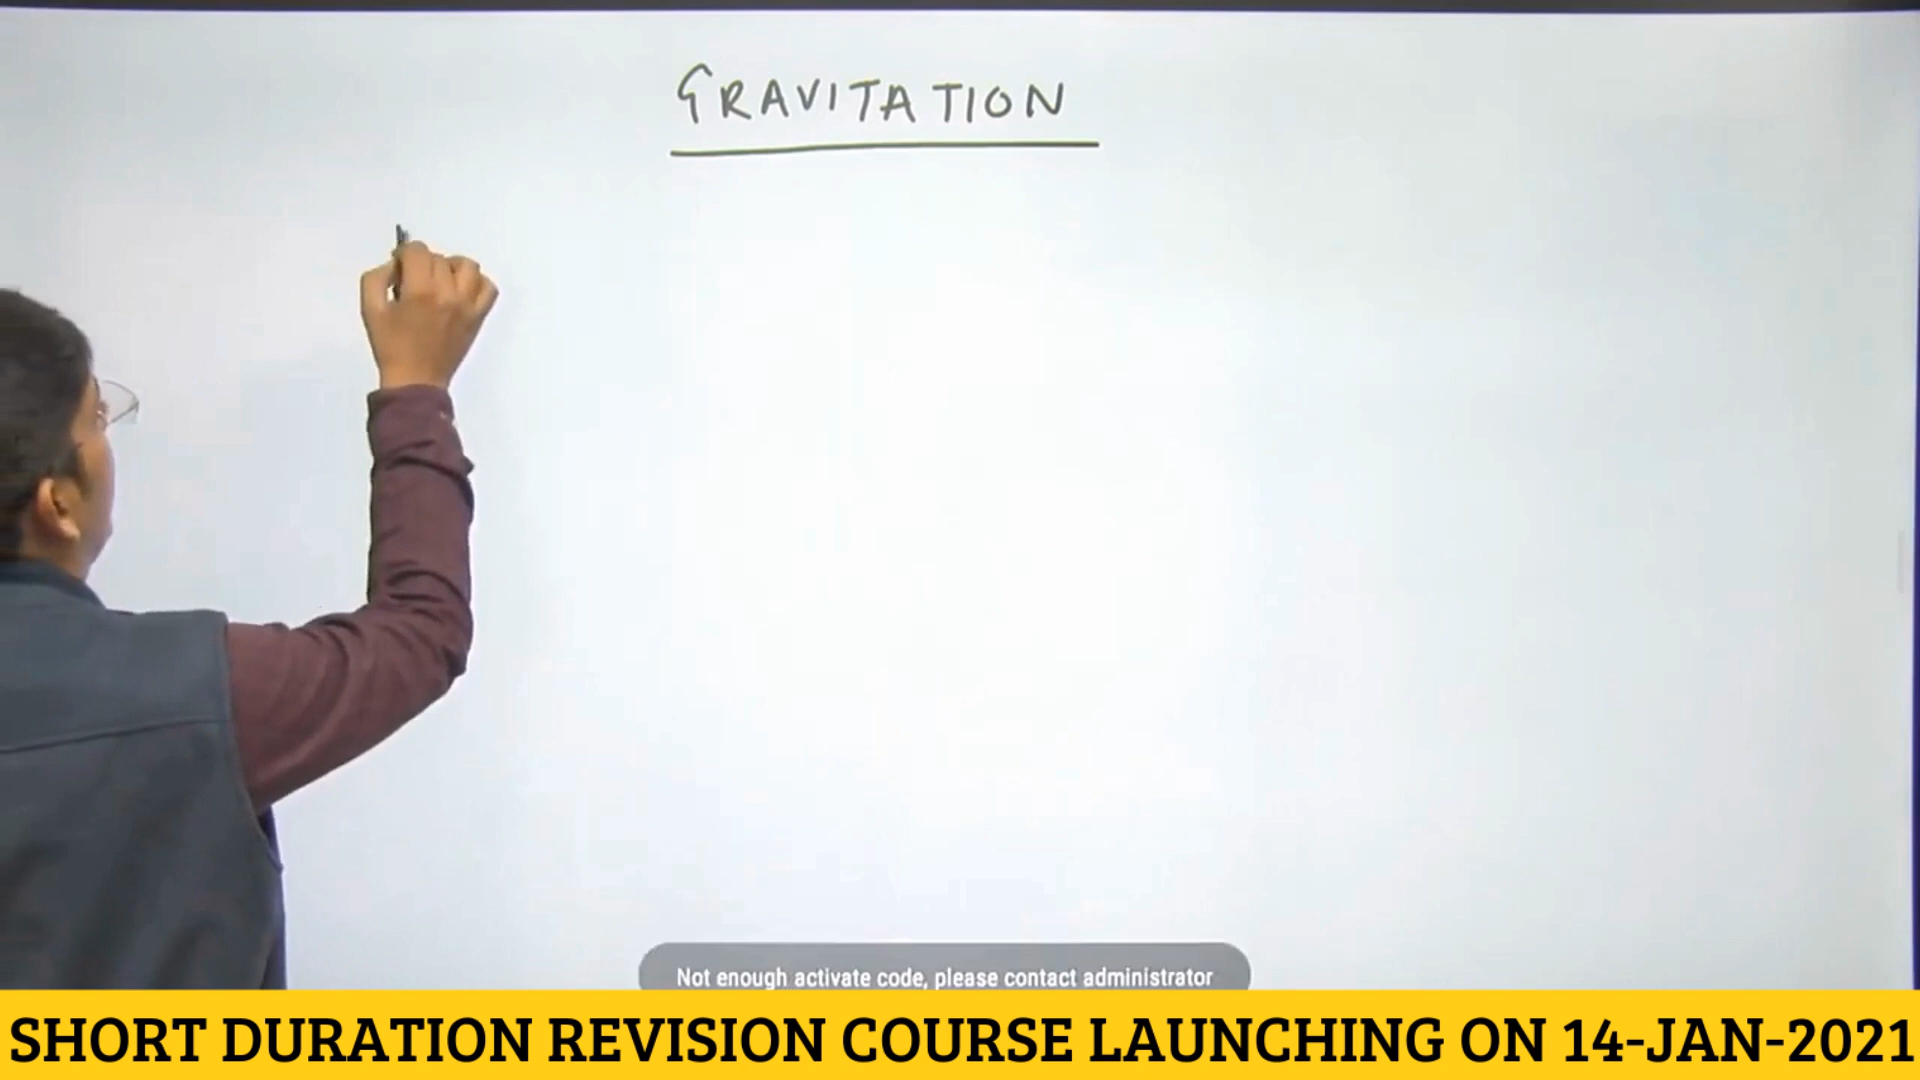 GRAVITATION
Not enough activate code, please contact administrator
SHORT DURATION REVISION COURSE LAUNCHING ON 14-JAN-2021